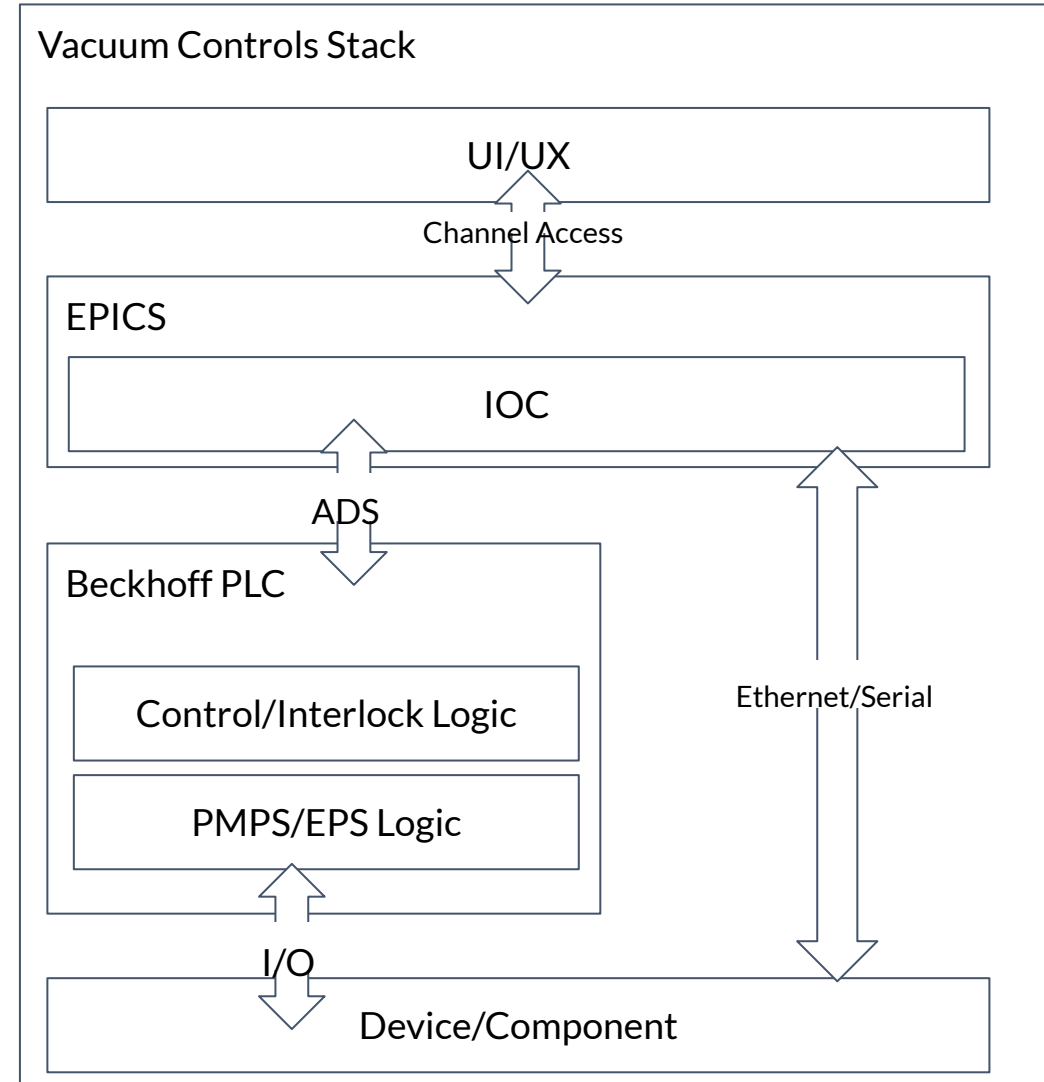 Vacuum Controls Stack
UI/UX
Channel Access
EPICS
IOC
ADS
Beckhoff PLC
Control/Interlock Logic
Ethernet/Serial
PMPS/EPS Logic
I/O
Device/Component